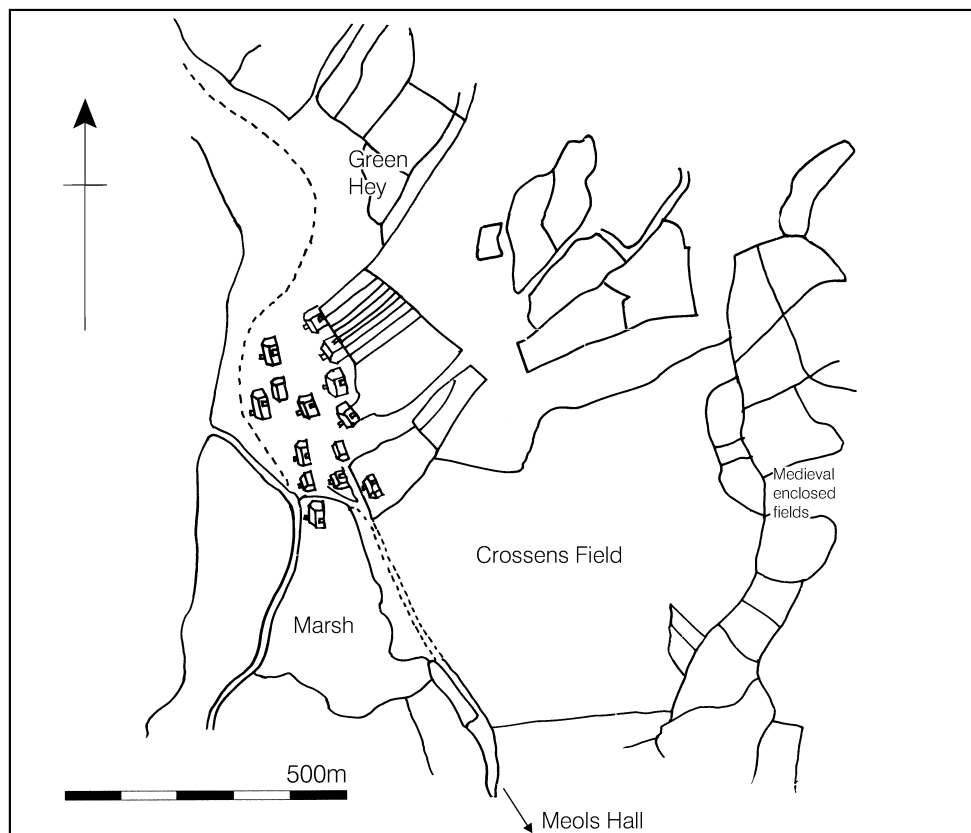 Green
Hey
Medieval
enclosed
fields
Crossens Field
Marsh
500m
Meols Hall